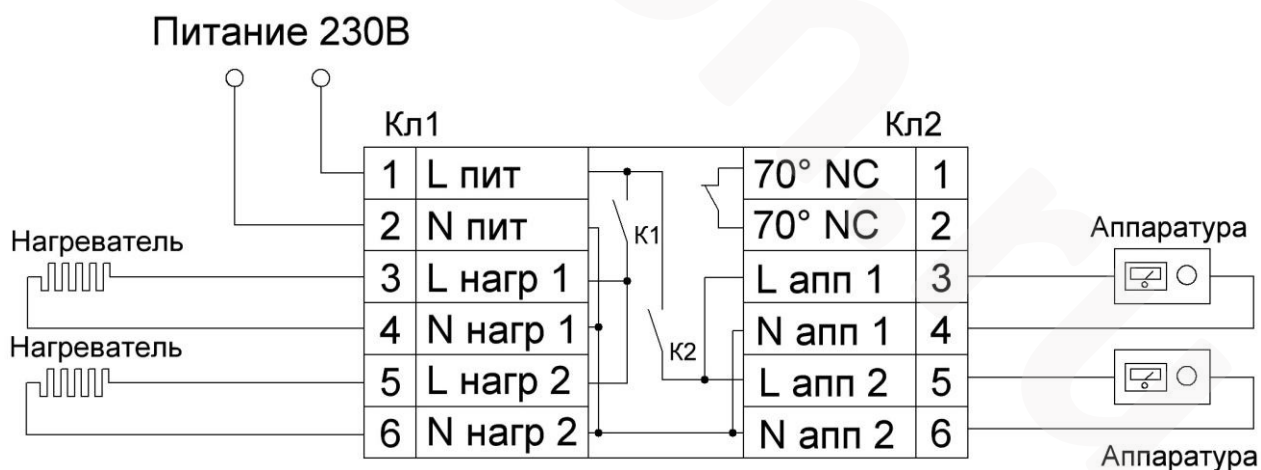 Питание 230В
Кл1
Кл2
1 L пит
70° NC 1
2 N пит
70° NC 2
К1
Нагреватель
Аппаратура
3 L нагр 1
L апп 1 3
4 N нагр 1
N апп 1 4
Нагреватель
К2
5 L нагр 2
L апп 2 5
6 N нагр 2
N апп 2 6
Аппаратура